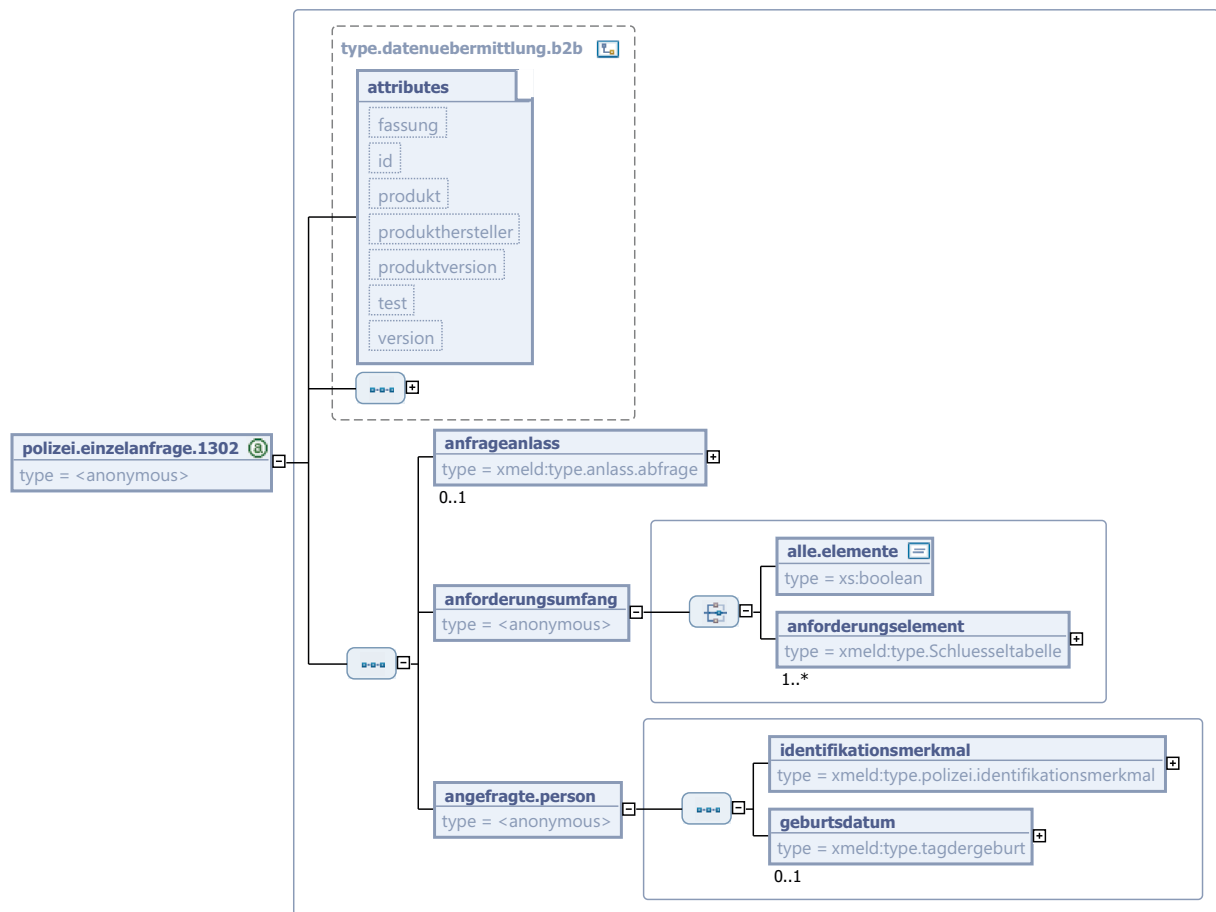 type.datenuebermittlung.b2b
attributes
fassung
id
produkt
produkthersteller
produktversion
test
version
polizei.einzelanfrage.1302
type = <anonymous>
anfrageanlass
type = xmeld:type.anlass.abfrage
0..1
anforderungsumfang
type = <anonymous>
alle.elemente
type = xs:boolean
anforderungselement
type = xmeld:type.Schluesseltabelle
1..*
angefragte.person
type = <anonymous>
identifikationsmerkmal
type = xmeld:type.polizei.identifikationsmerkmal
geburtsdatum
type = xmeld:type.tagdergeburt
0..1